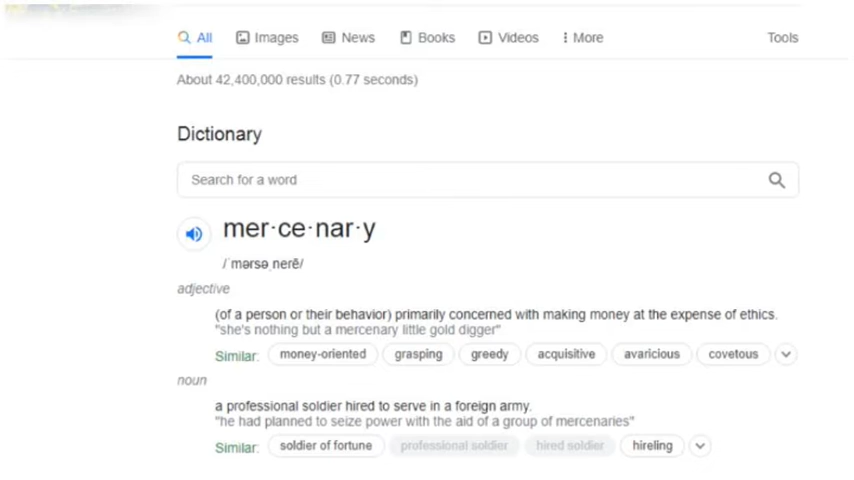 All Images News Books Videos More Tools
About 42,400,000 results (0.77 seconds)
Dictionary
Search for a word
mer·ce·nar·y
/ˈmərsəˌnerē/
adjective
(of a person or their behavior) primarily concerned with making money at the expense of ethics.
"she's nothing but a mercenary little gold digger"
Similar: money-oriented grasping greedy acquisitive avaricious covetous
noun
a professional soldier hired to serve in a foreign army.
"he had planned to seize power with the aid of a group of mercenaries"
Similar: soldier of fortune professional soldier hired soldier hireling